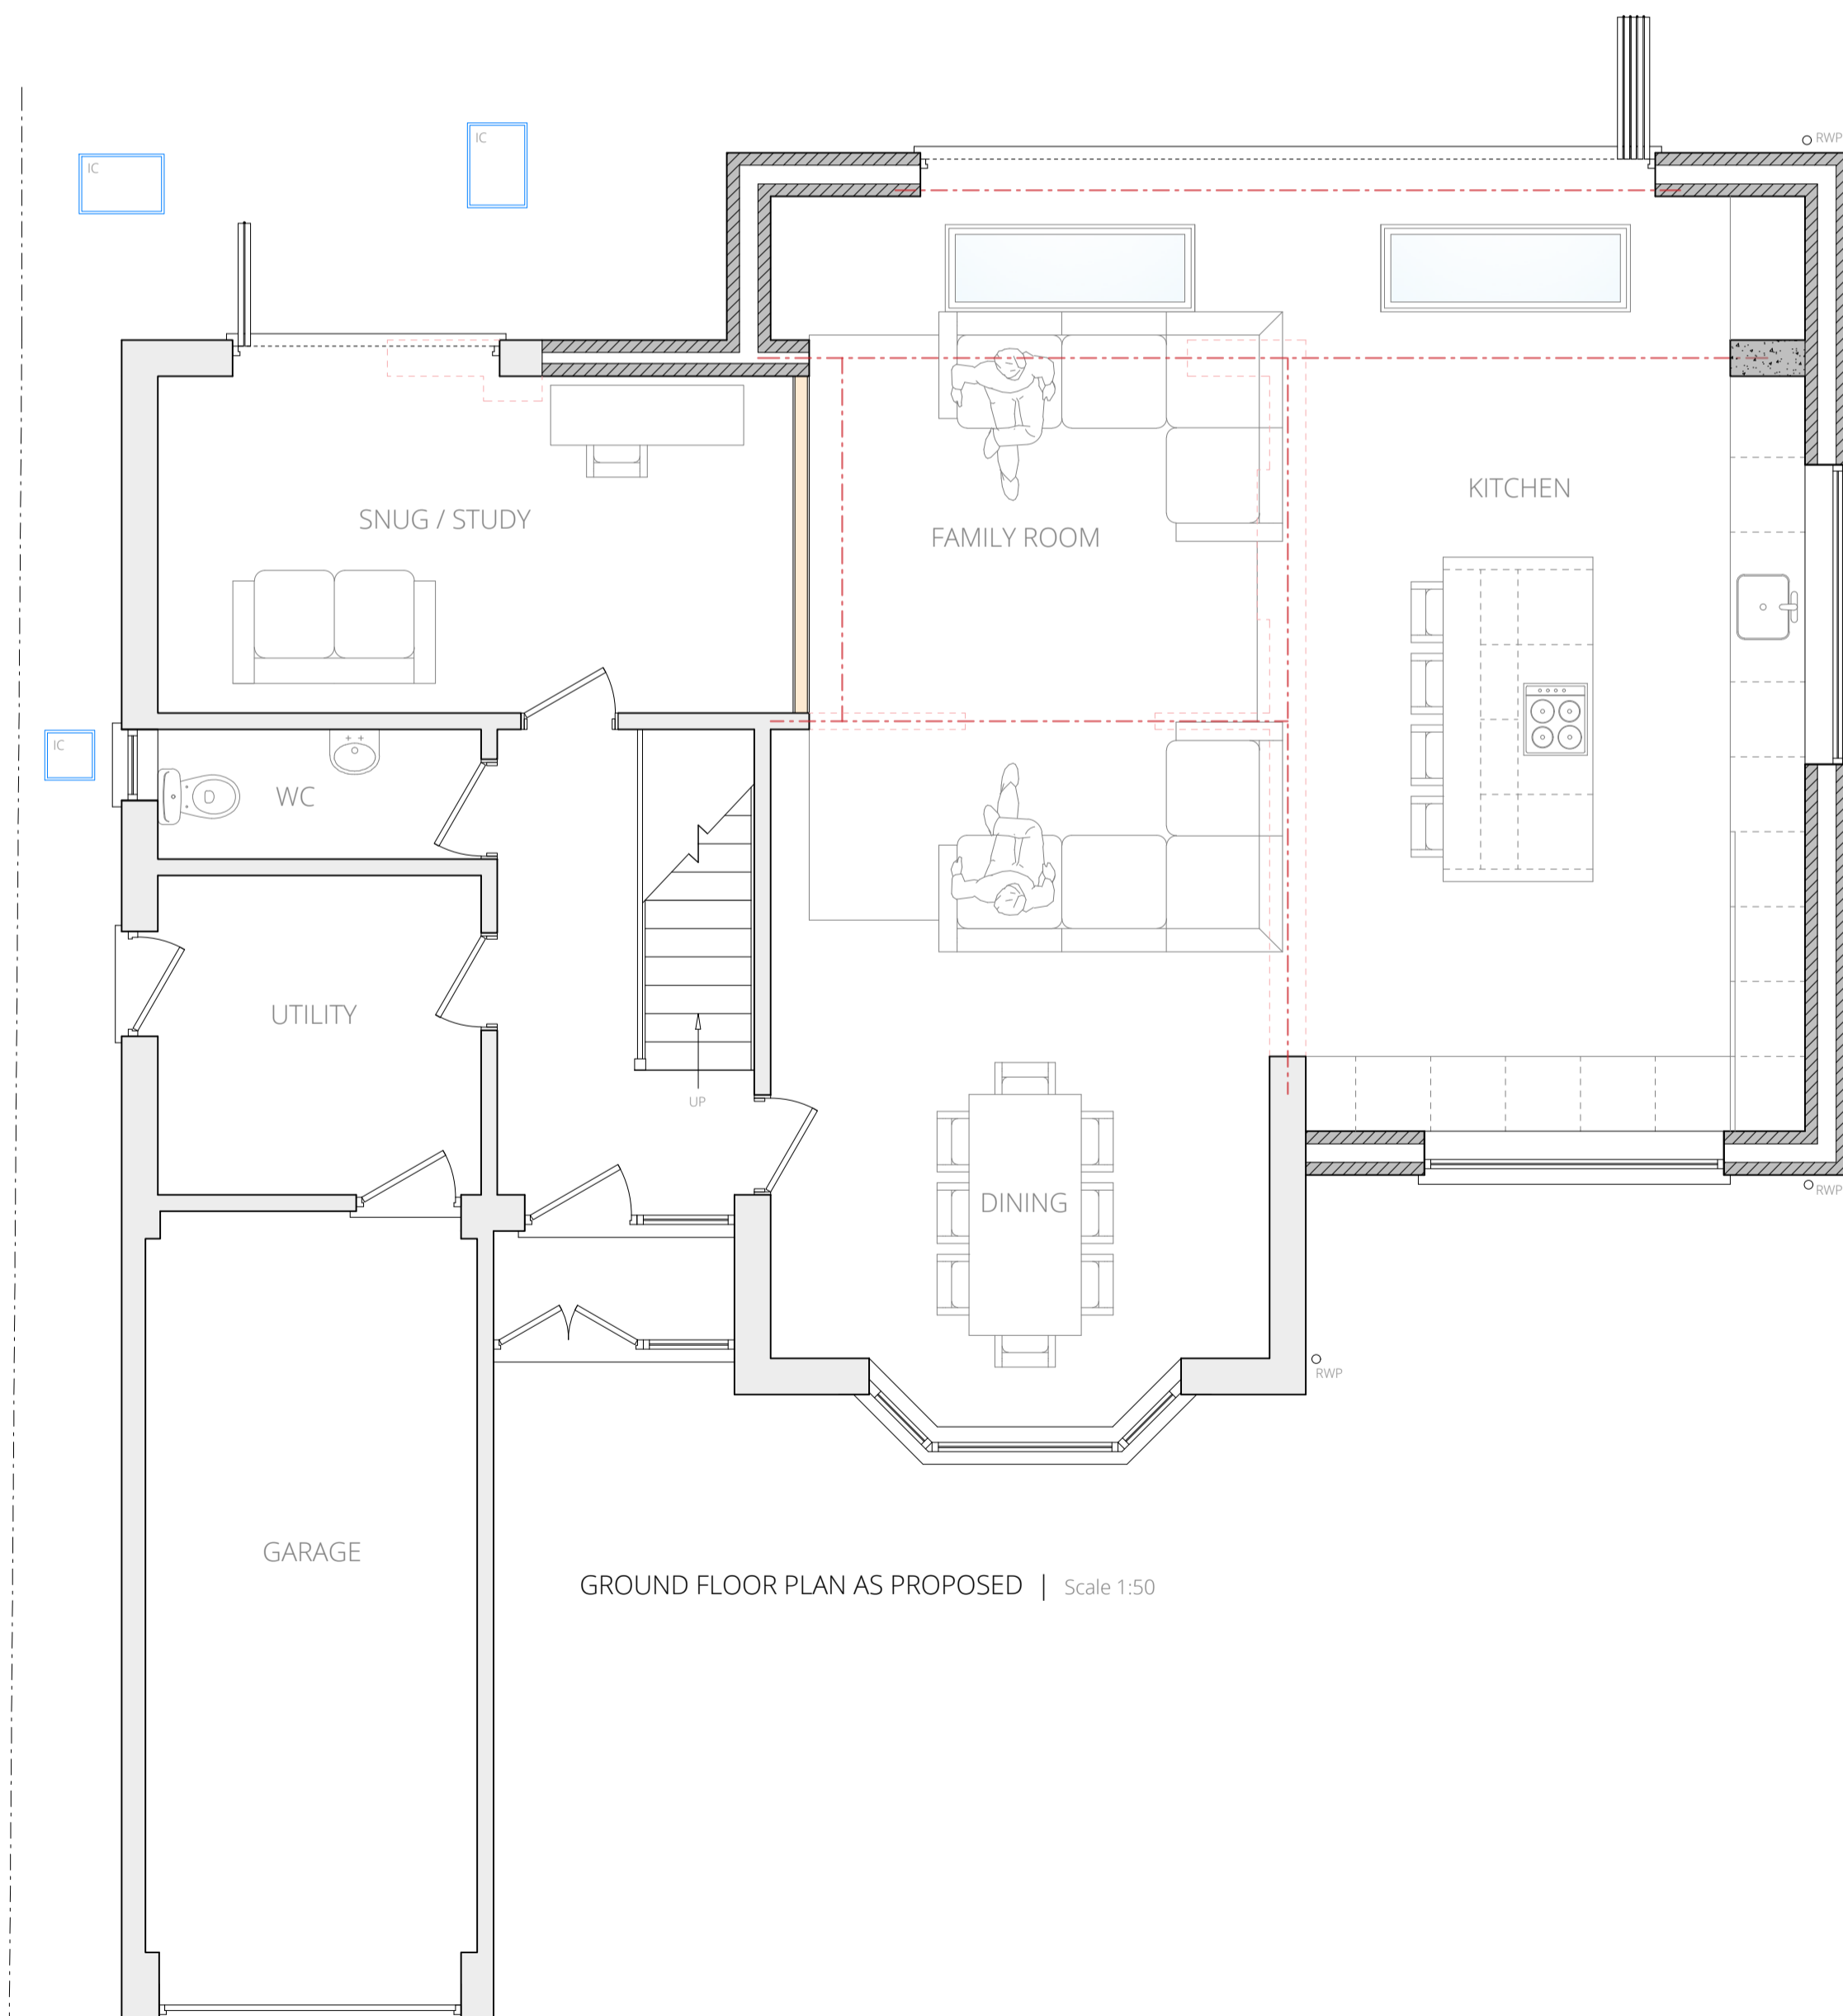 RWP
IC
IC
KITCHEN
SNUG / STUDY
FAMILY ROOM
IC
WC
UTILITY
UP
RWP
DINING
RWP
GARAGE
GROUND FLOOR PLAN AS PROPOSED | Scale 1:50